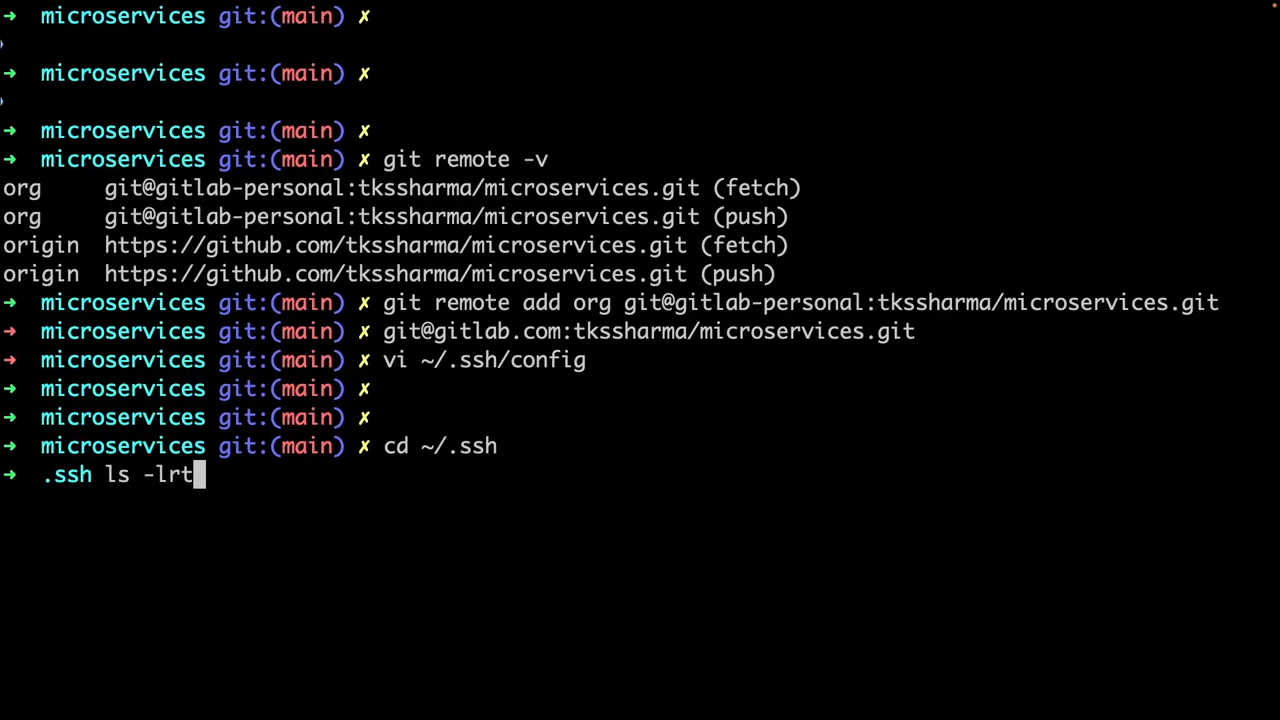 ➜ microservices git:(main) ✗
➜ microservices git:(main) ✗
➜ microservices git:(main) ✗
➜ microservices git:(main) ✗ git remote -v
org git@gitlab-personal:tkssharma/microservices.git (fetch)
org git@gitlab-personal:tkssharma/microservices.git (push)
origin https://github.com/tkssharma/microservices.git (fetch)
origin https://github.com/tkssharma/microservices.git (push)
➜ microservices git:(main) ✗ git remote add org git@gitlab-personal:tkssharma/microservices.git
➜ microservices git:(main) ✗ git@gitlab.com:tkssharma/microservices.git
➜ microservices git:(main) ✗ vi ~/.ssh/config
➜ microservices git:(main) ✗
➜ microservices git:(main) ✗
➜ microservices git:(main) ✗ cd ~/.ssh
➜ .ssh ls -lrt